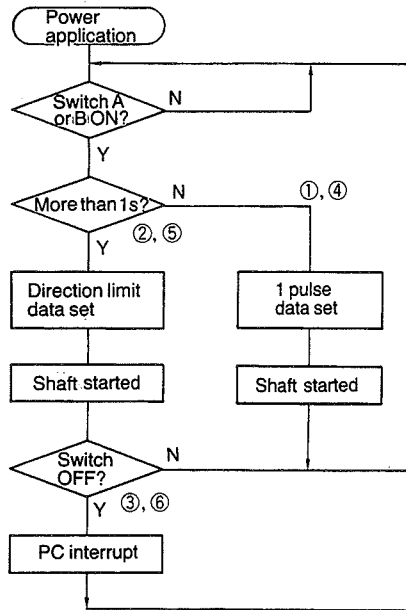 Power
application
Switch A
or B ON?
N
Y
More than 1s?
N
①, ④
Y
②, ⑤
Direction limit
data set
1 pulse
data set
Shaft started
Shaft started
Switch
OFF?
N
Y
③, ⑥
PC interrupt